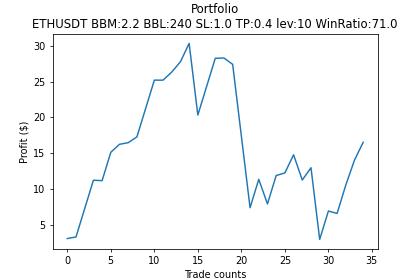 Portfolio
ETHUSDT BBM:2.2 BBL:240 SL:1.0 TP:0.4 lev:10 WinRatio:71.0
Profit ($)
30
25
20
15
10
5
0 5 10 15 20 25 30 35
Trade counts